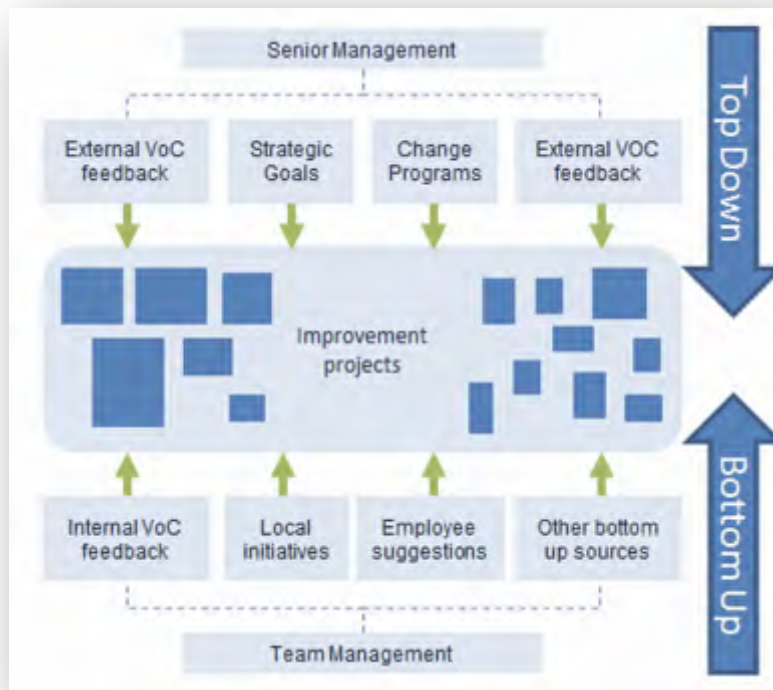 Senior Management
External VoC
feedback
Strategic
Goals
Change
Programs
External VOC
feedback
Top Down
Improvement
projects
Internal VoC
feedback
Local
initiatives
Employee
suggestions
Other bottom
up sources
Bottom Up
Team Management